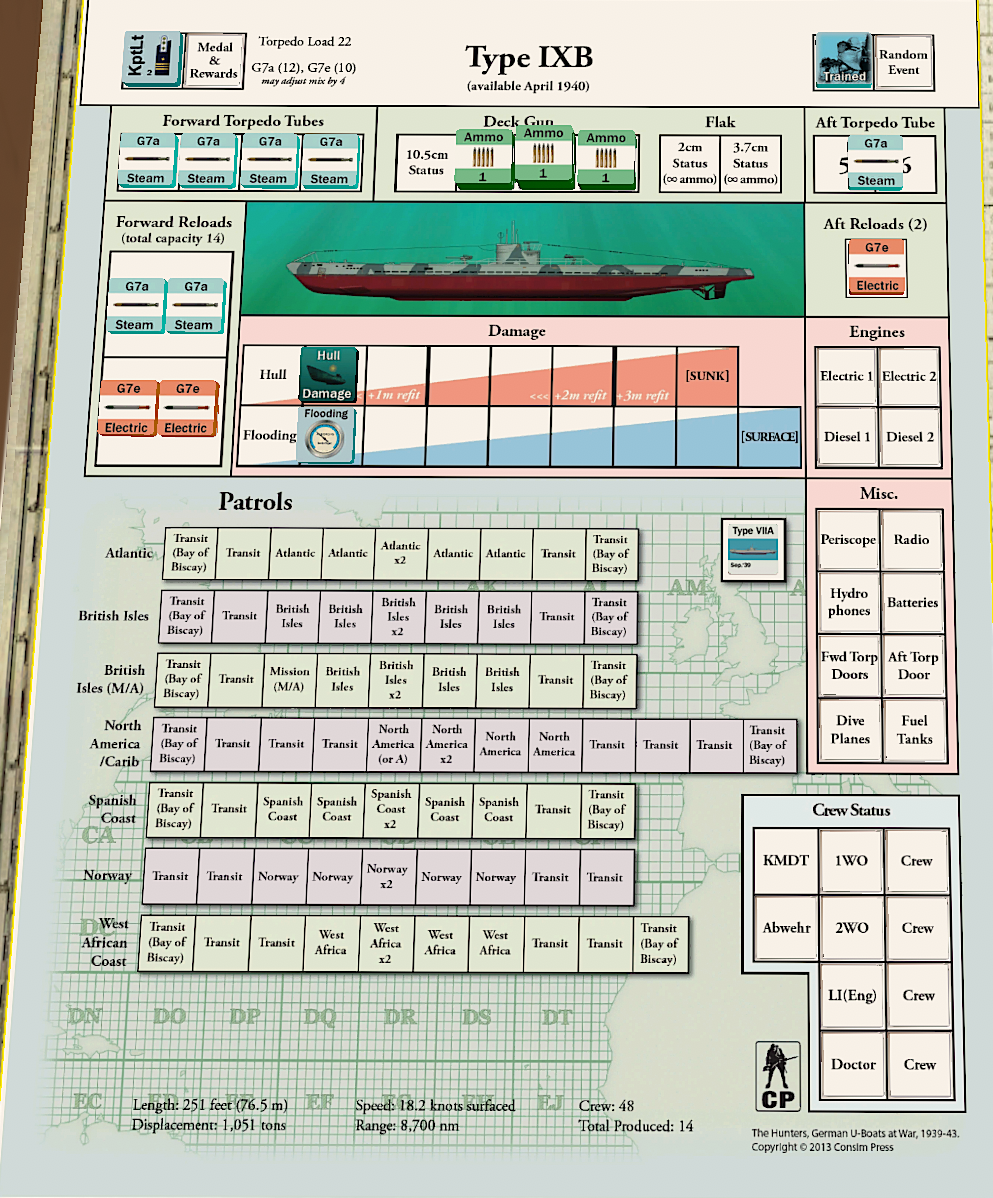 KptLt
2
Medal
&
Rewards
Torpedo Load 22
G7a (12), G7e (10)
may adjust mix by 4
Type IXB
(available April 1940)
Trained
Random
Event
Forward Torpedo Tubes
G7a
Steam
G7a
Steam
G7a
Steam
G7a
Steam
Deck Gun
10.5cm
Status
Ammo
1
Ammo
1
Ammo
1
Flak
2cm
Status
(∞ ammo)
3.7cm
Status
(∞ ammo)
Aft Torpedo Tube
5 6
G7a
Steam
Forward Reloads
(total capacity 14)
G7a
Steam
G7a
Steam
G7e
Electric
G7e
Electric
Aft Reloads (2)
G7e
Electric
Damage
Hull
Hull
Damage
+1m refit
<<< +2m refit
+3m refit
[SUNK]
Flooding
Flooding
[SURFACE]
Engines
Electric 1
Electric 2
Diesel 1
Diesel 2
Misc.
Periscope
Radio
Hydro
phones
Batteries
Fwd Torp
Doors
Aft Torp
Door
Dive
Planes
Fuel
Tanks
Patrols
Type VIIA
Sep.'39
Atlantic
Transit
(Bay of
Biscay)
Transit
Atlantic
Atlantic
Atlantic
x2
Atlantic
Atlantic
Transit
Transit
(Bay of
Biscay)
AK AL AM
British Isles
Transit
(Bay of
Biscay)
Transit
British
Isles
British
Isles
British
Isles
x2
British
Isles
British
Isles
Transit
Transit
(Bay of
Biscay)
British
Isles (M/A)
Transit
(Bay of
Biscay)
Transit
Mission
(M/A)
British
Isles
British
Isles
x2
British
Isles
British
Isles
Transit
Transit
(Bay of
Biscay)
North
America
/Carib
Transit
(Bay of
Biscay)
Transit
Transit
Transit
North
America
(or A)
North
America
x2
North
America
North
America
Transit
Transit
Transit
Transit
(Bay of
Biscay)
Spanish
Coast
Transit
(Bay of
Biscay)
Transit
Spanish
Coast
Spanish
Coast
Spanish
Coast
x2
Spanish
Coast
Spanish
Coast
Transit
Transit
(Bay of
Biscay)
CA
Norway
Transit
Transit
Norway
Norway
Norway
x2
Norway
Norway
Transit
Transit
West
African
Coast
Transit
(Bay of
Biscay)
Transit
Transit
West
Africa
West
Africa
x2
West
Africa
West
Africa
Transit
Transit
Transit
(Bay of
Biscay)
DN DO DP DQ DR DS DT
EC EF EJ
Crew Status
KMDT
1WO
Crew
Abwehr
2WO
Crew
LI(Eng)
Crew
Doctor
Crew
CP
Length: 251 feet (76.5 m)
Displacement: 1,051 tons
Speed: 18.2 knots surfaced
Range: 8,700 nm
Crew: 48
Total Produced: 14
The Hunters, German U-Boats at War, 1939-43.
Copyright © 2013 Consim Press